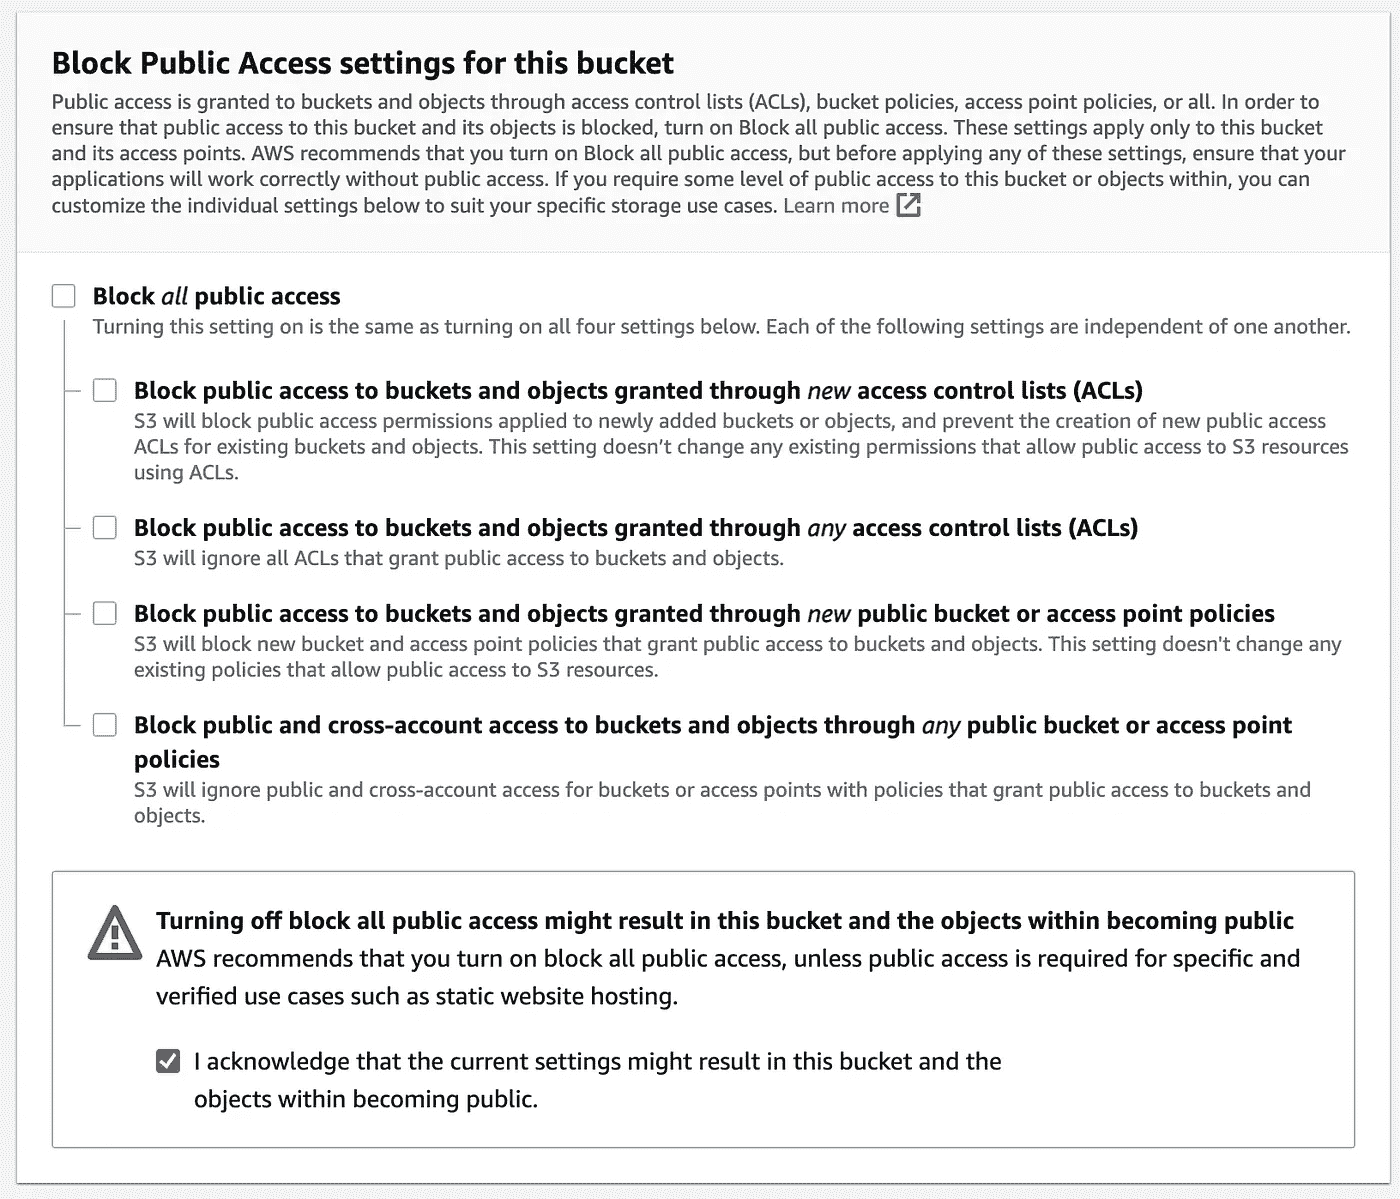 Block Public Access settings for this bucket
Public access is granted to buckets and objects through access control lists (ACLs), bucket policies, access point policies, or all. In order to
ensure that public access to this bucket and its objects is blocked, turn on Block all public access. These settings apply only to this bucket
and its access points. AWS recommends that you turn on Block all public access, but before applying any of these settings, ensure that your
applications will work correctly without public access. If you require some level of public access to this bucket or objects within, you can
customize the individual settings below to suit your specific storage use cases. Learn more
Block all public access
Turning this setting on is the same as turning on all four settings below. Each of the following settings are independent of one another.
Block public access to buckets and objects granted through new access control lists (ACLs)
S3 will block public access permissions applied to newly added buckets or objects, and prevent the creation of new public access
ACLs for existing buckets and objects. This setting doesn’t change any existing permissions that allow public access to S3 resources
using ACLs.
Block public access to buckets and objects granted through any access control lists (ACLs)
S3 will ignore all ACLs that grant public access to buckets and objects.
Block public access to buckets and objects granted through new public bucket or access point policies
S3 will block new bucket and access point policies that grant public access to buckets and objects. This setting doesn't change any
existing policies that allow public access to S3 resources.
Block public and cross-account access to buckets and objects through any public bucket or access point
policies
S3 will ignore public and cross-account access for buckets or access points with policies that grant public access to buckets and
objects.
Turning off block all public access might result in this bucket and the objects within becoming public
AWS recommends that you turn on block all public access, unless public access is required for specific and
verified use cases such as static website hosting.
I acknowledge that the current settings might result in this bucket and the
objects within becoming public.